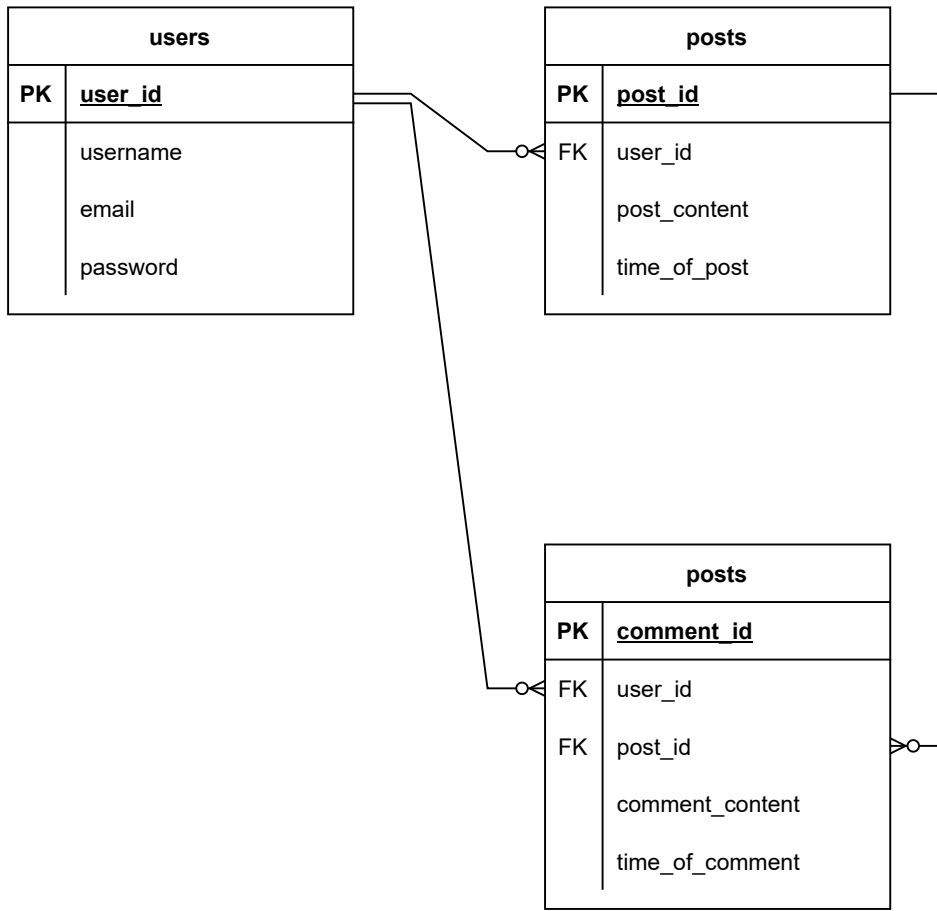 users
PK user_id
username
email
password
posts
PK post_id
FK user_id
post_content
time_of_post
posts
PK comment_id
FK user_id
FK post_id
comment_content
time_of_comment